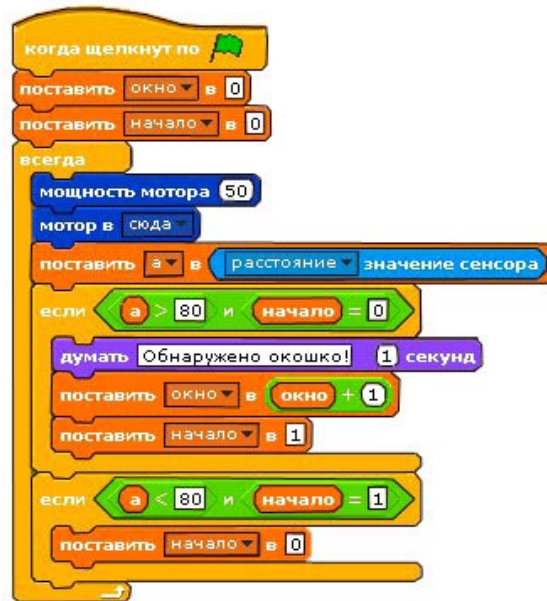 когда щелкнут по
поставить окно в 0
поставить начало в 0
всегда
мощность мотора 50
мотор в сюда
поставить а в расстояние значение сенсора
если а > 80 и начало = 0
думать Обнаружено окошко! 1 секунд
поставить окно в окно + 1
поставить начало в 1
если а < 80 и начало = 1
поставить начало в 0